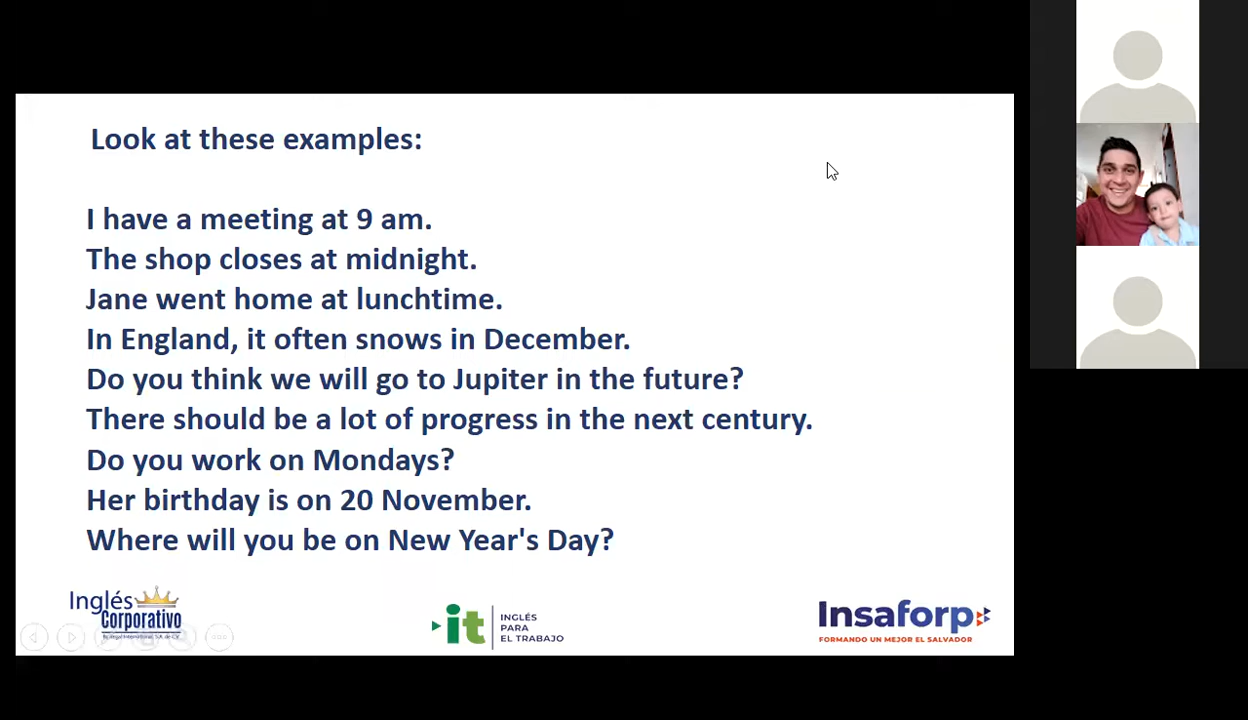 Look at these examples:
I have a meeting at 9 am.
The shop closes at midnight.
Jane went home at lunchtime.
In England, it often snows in December.
Do you think we will go to Jupiter in the future?
There should be a lot of progress in the next century.
Do you work on Mondays?
Her birthday is on 20 November.
Where will you be on New Year's Day?
Inglés
Corporativo
it
INGLÉS
PARA
EL TRABAJO
Insaforp
FORMANDO UN MEJOR EL SALVADOR